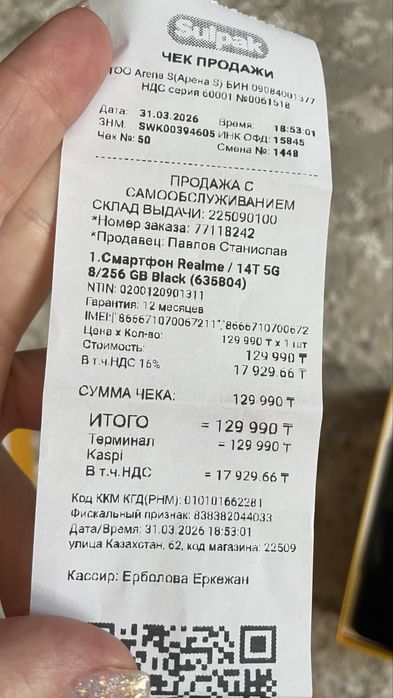 Sulpak
ЧЕК ПРОДАЖИ
ТОО Arena S(Арена S) БИН 09084001377
НДС серия 60001 №0061518
Дата: 31.03.2026 Время: 18:53:01
ЗНМ: SWK00394605 ИНК ОФД: 15845
Чек №: 50 Смена №: 1448
ПРОДАЖА С
САМООБСЛУЖИВАНИЕМ
СКЛАД ВЫДАЧИ: 225090100
*Номер заказа: 77118242
*Продавец: Павлов Станислав
1.Смартфон Realme / 14T 5G
8/256 GB Black (635804)
NTIN: 0200120901311
Гарантия: 12 месяцев
IMEI:["866671070067211","8666710700672
Цена х Кол-во: 129 990 ₸ x 1 шт
Стоимость: 129 990 ₸
В т.ч.НДС 16% 17 929.66 ₸
СУММА ЧЕКА: 129 990 ₸
ИТОГО = 129 990 ₸
Терминал = 129 990 ₸
Kaspi
В т.ч.НДС = 17 929.66 ₸
Код ККМ КГД(РНМ): 010101662281
Фискальный признак: 838382044033
Дата/Время: 31.03.2026 18:53:01
улица Казахстан, 62, код магазина: 22509
Кассир: Ерболова Еркежан